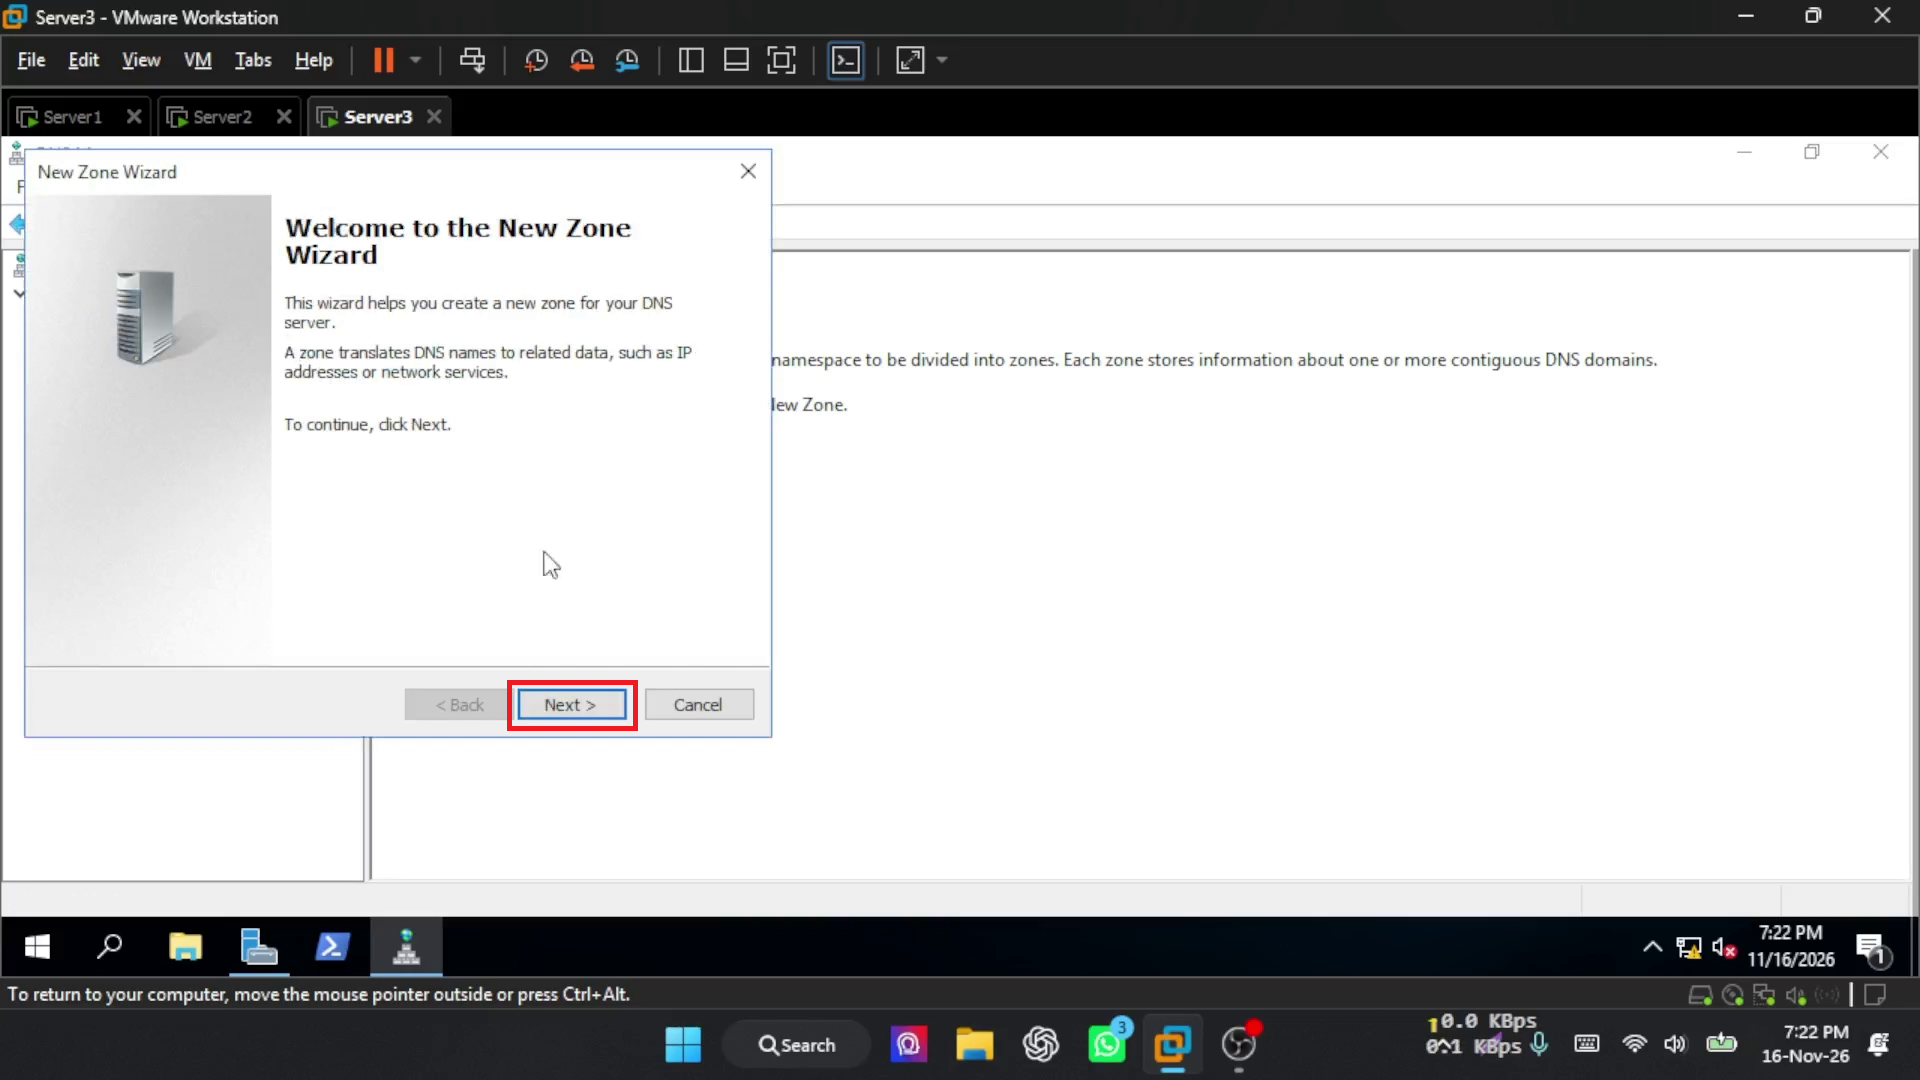 Server3 - VMware Workstation
File Edit View VM Tabs Help
Server1 Server2 Server3
New Zone Wizard
Welcome to the New Zone
Wizard
This wizard helps you create a new zone for your DNS
server.
A zone translates DNS names to related data, such as IP
addresses or network services.
To continue, click Next.
namespace to be divided into zones. Each zone stores information about one or more contiguous DNS domains.
ew Zone.
< Back Next > Cancel
7:22 PM
11/16/2026
1
To return to your computer, move the mouse pointer outside or press Ctrl+Alt.
Search
3
0.0 KBps
0.1 KBps
7:22 PM
16-Nov-26